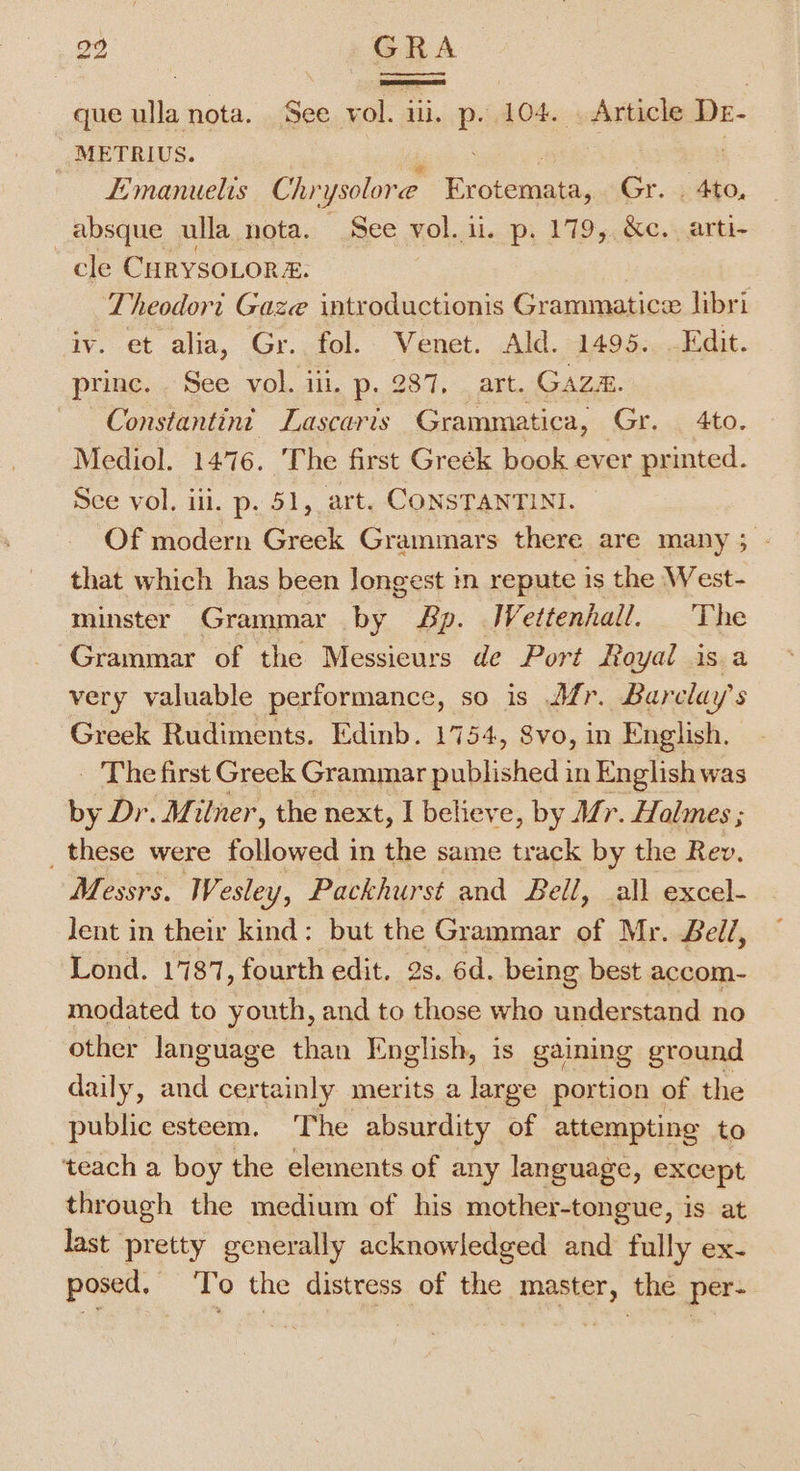 22 GRA
que ulla nota. See vol. iii. p. 104. Article DE-
METRIUS.
Emanuelis Chrysoloræ Erotemata, Gr. 4to,
absque ulla nota. See vol. ii. p. 179, &c. arti-
cle CHRYSOLORÆ.
Theodori Gazæ introductionis Grammaticæ libri
iv. et alia, Gr. fol. Venet. Ald. 1495. Edit.
princ. See vol. iii. p. 287, art. GAZÆ.
Constantini Lascaris Grammatica, Gr. 4to.
Mediol. 1476. The first Greek book ever printed.
See vol. iii. p. 51, art. CONSTANTINI.
Of modern Greek Grammars there are many;
that which has been longest in repute is the West-
minster Grammar by Bp. Wettenhall. The
Grammar of the Messieurs de Port Royal is a
very valuable performance, so is Mr. Barclay's
Greek Rudiments. Edinb. 1754, 8vo, in English.
The first Greek Grammar published in English was
by Dr. Milner, the next, I believe, by Mr. Holmes;
these were followed in the same track by the Rev.
Messrs. Wesley, Packhurst and Bell, all excel-
lent in their kind: but the Grammar of Mr. Bell,
Lond. 1787, fourth edit. 2s. 6d. being best accom-
modated to youth, and to those who understand no
other language than English, is gaining ground
daily, and certainly merits a large portion of the
public esteem. The absurdity of attempting to
teach a boy the elements of any language, except
through the medium of his mother-tongue, is at
last pretty generally acknowledged and fully ex-
posed. To the distress of the master, the per-